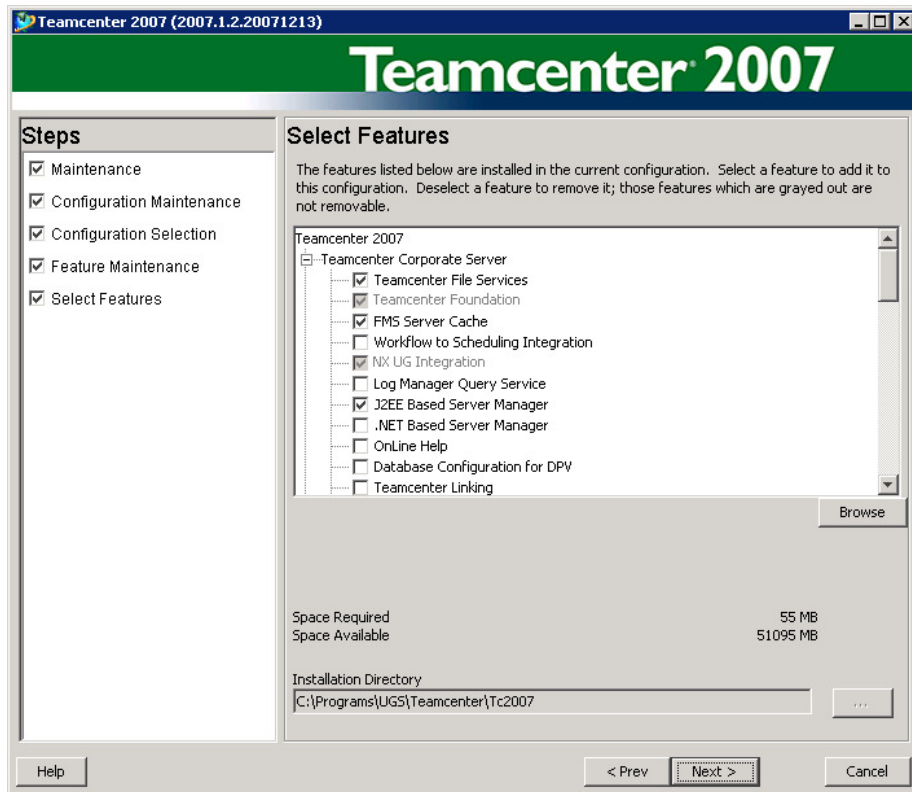 Teamcenter 2007 (2007.1.2.20071213)
Teamcenter 2007
Steps
Maintenance
Configuration Maintenance
Configuration Selection
Feature Maintenance
Select Features
Select Features
The features listed below are installed in the current configuration. Select a feature to add it to
this configuration. Deselect a feature to remove it; those features which are grayed out are
not removable.
Teamcenter 2007
Teamcenter Corporate Server
Teamcenter File Services
Teamcenter Foundation
FMS Server Cache
Workflow to Scheduling Integration
NX UG Integration
Log Manager Query Service
J2EE Based Server Manager
.NET Based Server Manager
OnLine Help
Database Configuration for DPV
Teamcenter Linking
Browse
Space Required 55 MB
Space Available 51095 MB
Installation Directory
C:\Programs\UGS\Teamcenter\Tc2007
...
Help < Prev Next > Cancel